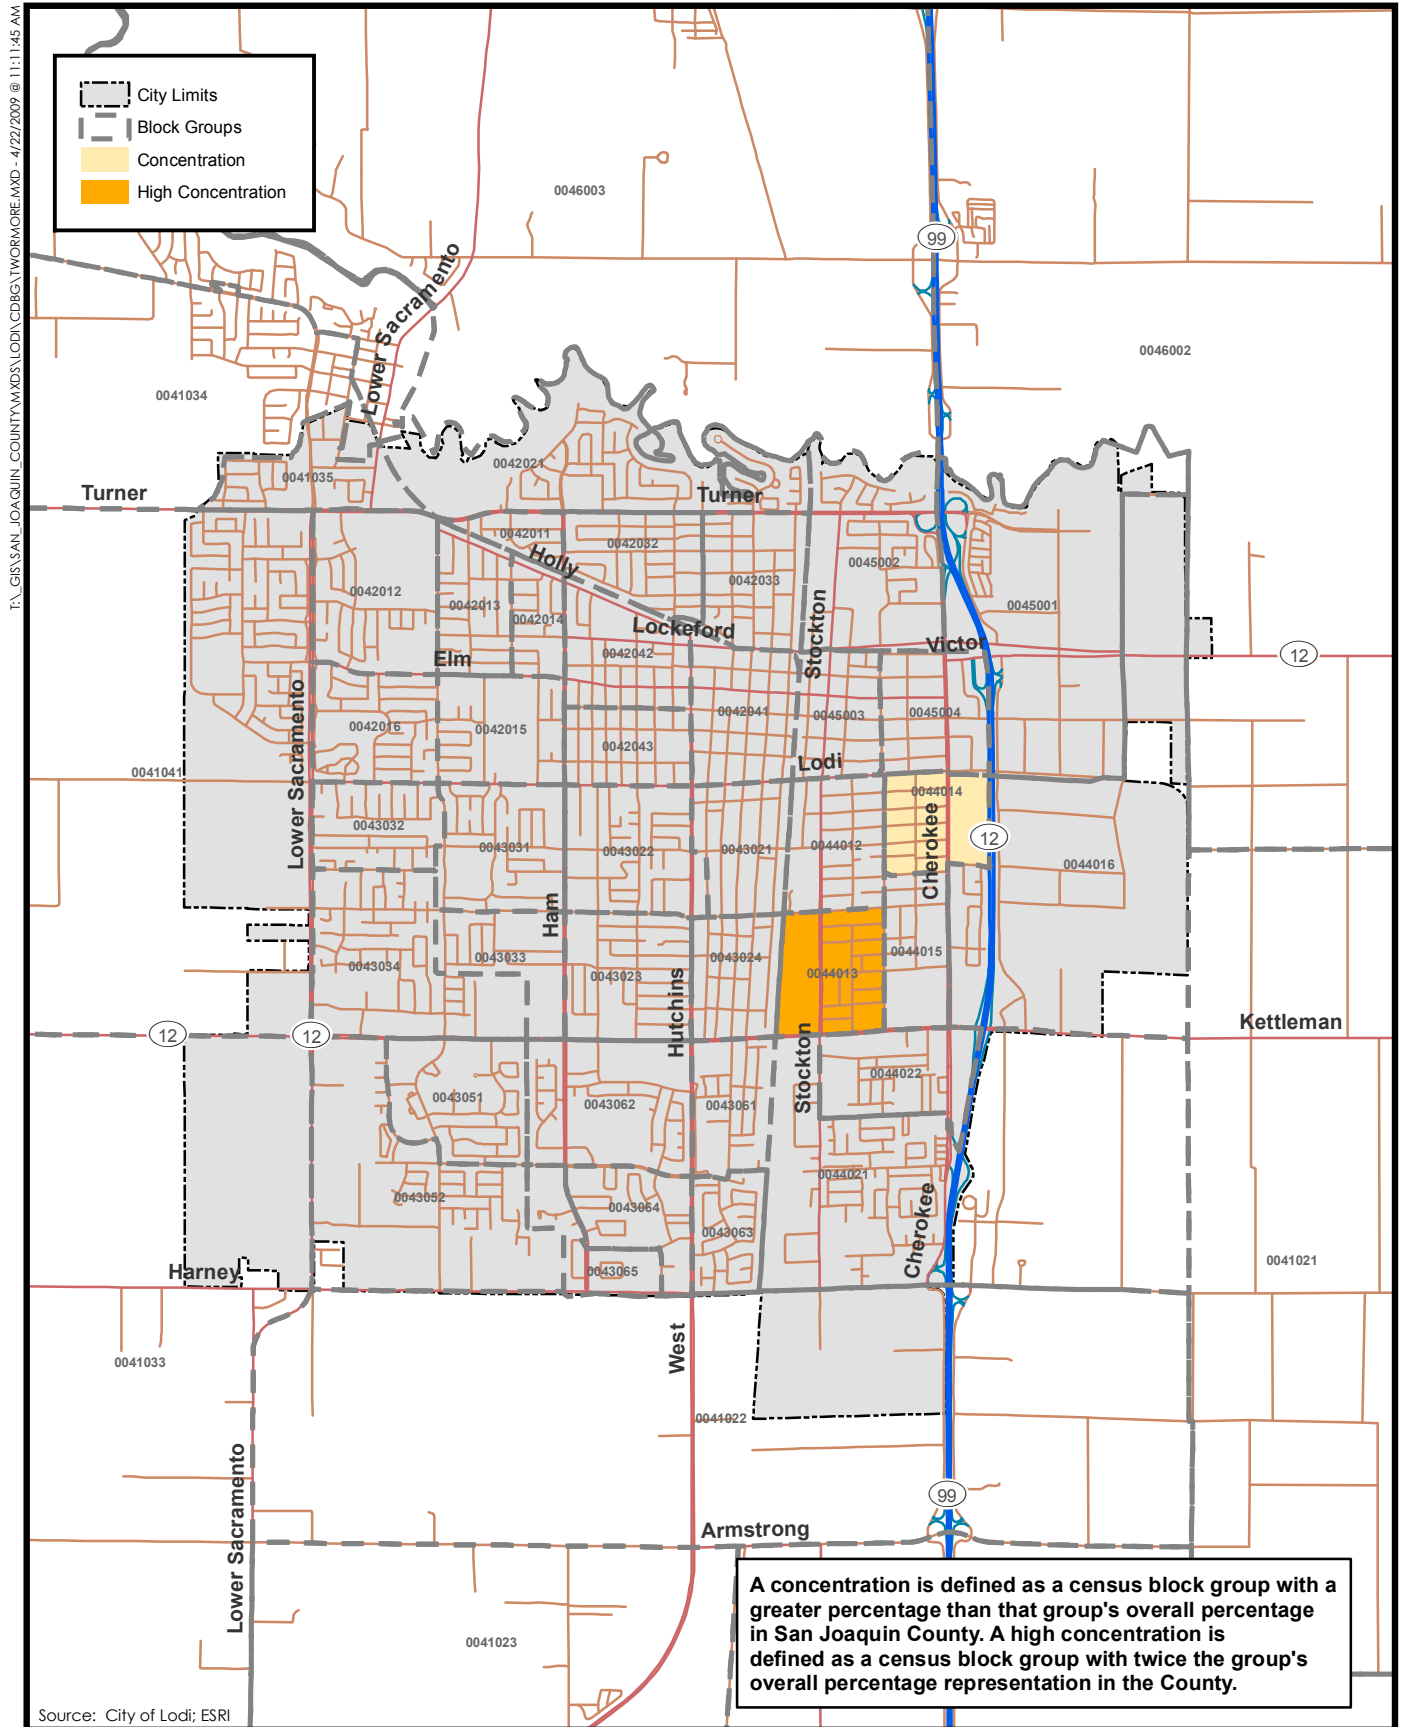 T:\_GIS\SAN_JOAQUIN_COUNTY\MXDS\LODI\CDBG\TWORMORE.MXD - 4/22/2009 @ 11:11:45 AM
City Limits
Block Groups
Concentration
High Concentration
0046003
99
Lower Sacramento
0046002
0041034
0042021
0041035
Turner
Turner
0042011
0042032
Holly
0042033
0045002
0042012
0042013
0042014
0045001
Stockton
Lockeford
Victor
0042042
12
Elm
Lower Sacramento
0042016
0042015
0042041
0045003
0045004
0042043
Lodi
0041041
0044014
Cherokee
0043032
0043031
0043022
0043021
0044012
12
0044016
Ham
0043034
0043033
0043023
0043024
0044013
0044015
Hutchins
12
12
Kettleman
Stockton
0043051
0043062
0043061
0044022
0044021
0043052
0043064
0043063
Cherokee
Harney
0043065
0041021
0041033
West
0041022
Lower Sacramento
99
Armstrong
0041023
A concentration is defined as a census block group with a
greater percentage than that group's overall percentage
in San Joaquin County. A high concentration is
defined as a census block group with twice the group's
overall percentage representation in the County.
Source:  City of Lodi; ESRI